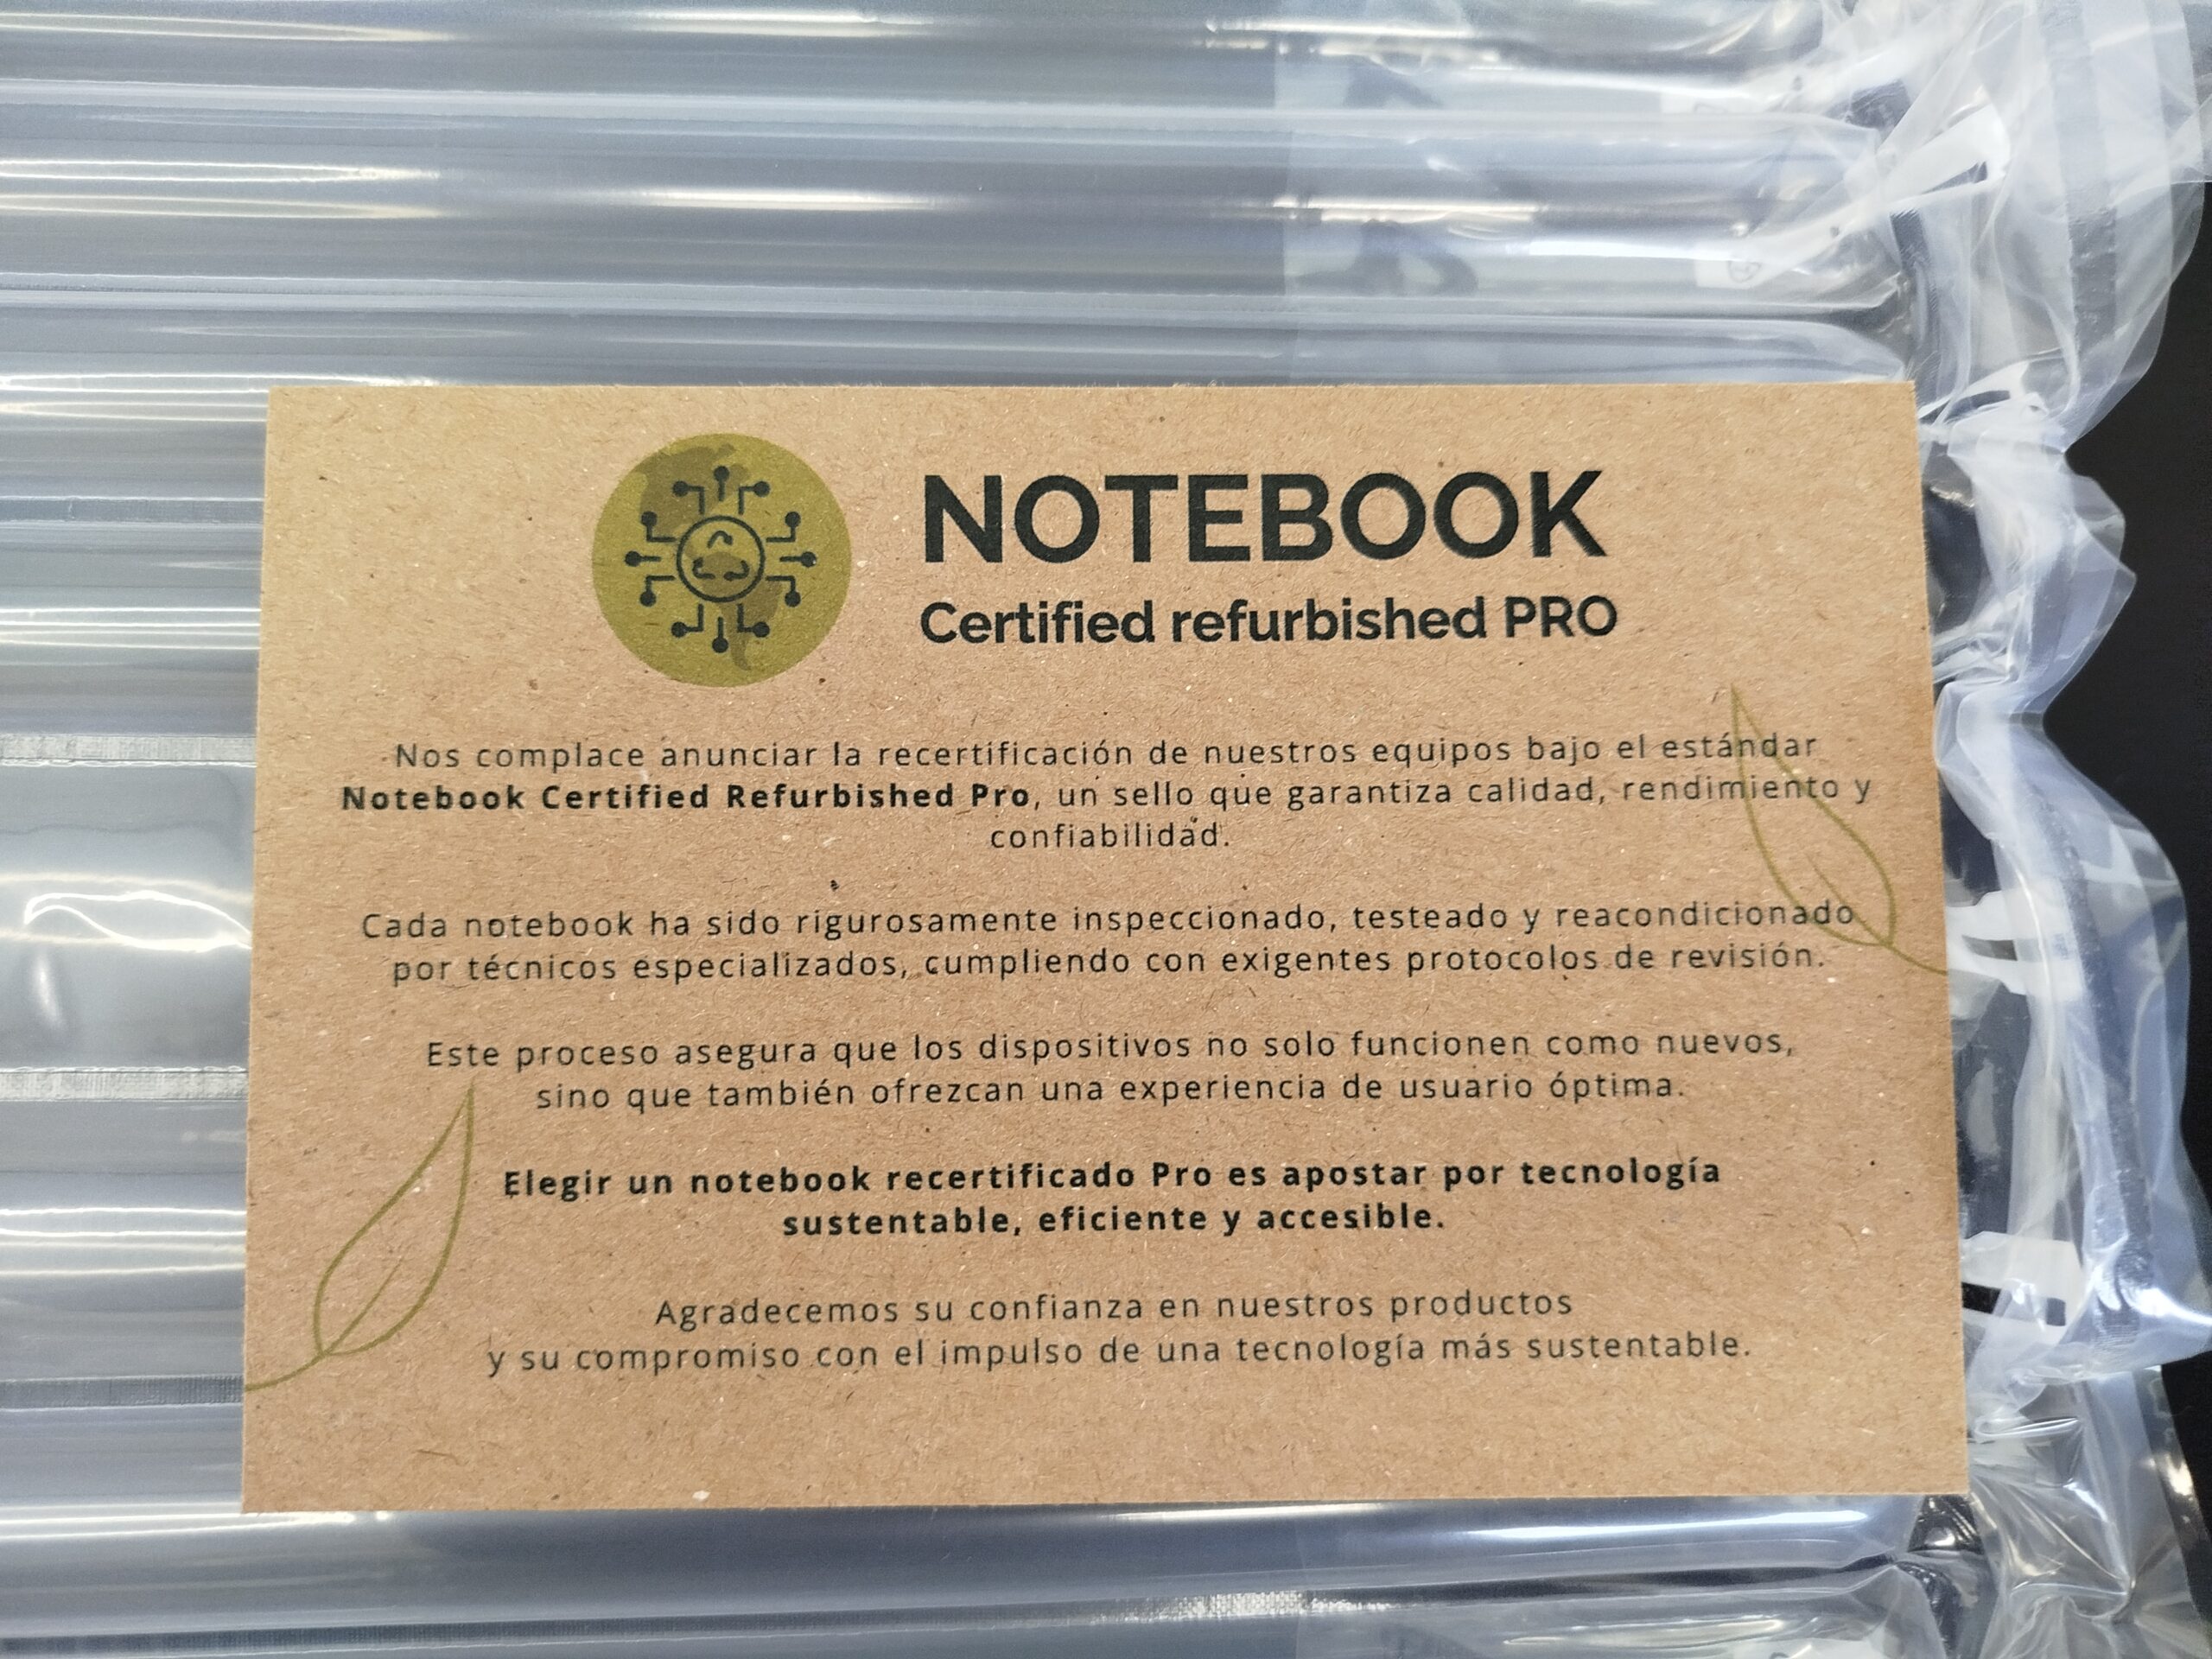 NOTEBOOK
Certified refurbished PRO
Nos complace anunciar la recertificación de nuestros equipos bajo el estándar
Notebook Certified Refurbished Pro, un sello que garantiza calidad, rendimiento y
confiabilidad.
Cada notebook ha sido rigurosamente inspeccionado, testeado y reacondicionado
por técnicos especializados, cumpliendo con exigentes protocolos de revisión.
Este proceso asegura que los dispositivos no solo funcionen como nuevos,
sino que también ofrezcan una experiencia de usuario óptima.
Elegir un notebook recertificado Pro es apostar por tecnología
sustentable, eficiente y accesible.
Agradecemos su confianza en nuestros productos
y su compromiso con el impulso de una tecnología más sustentable.